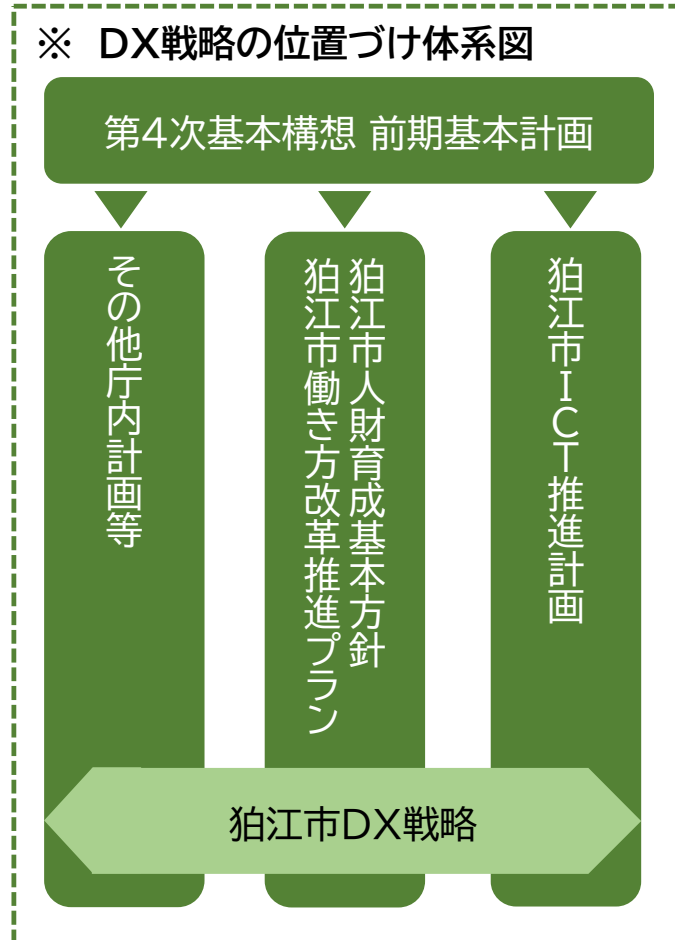 ※ DX戦略の位置づけ体系図
第4次基本構想 前期基本計画
狛江市ICT推進計画
狛江市人財育成基本方針
狛江市働き方改革推進プラン
その他庁内計画等
狛江市DX戦略